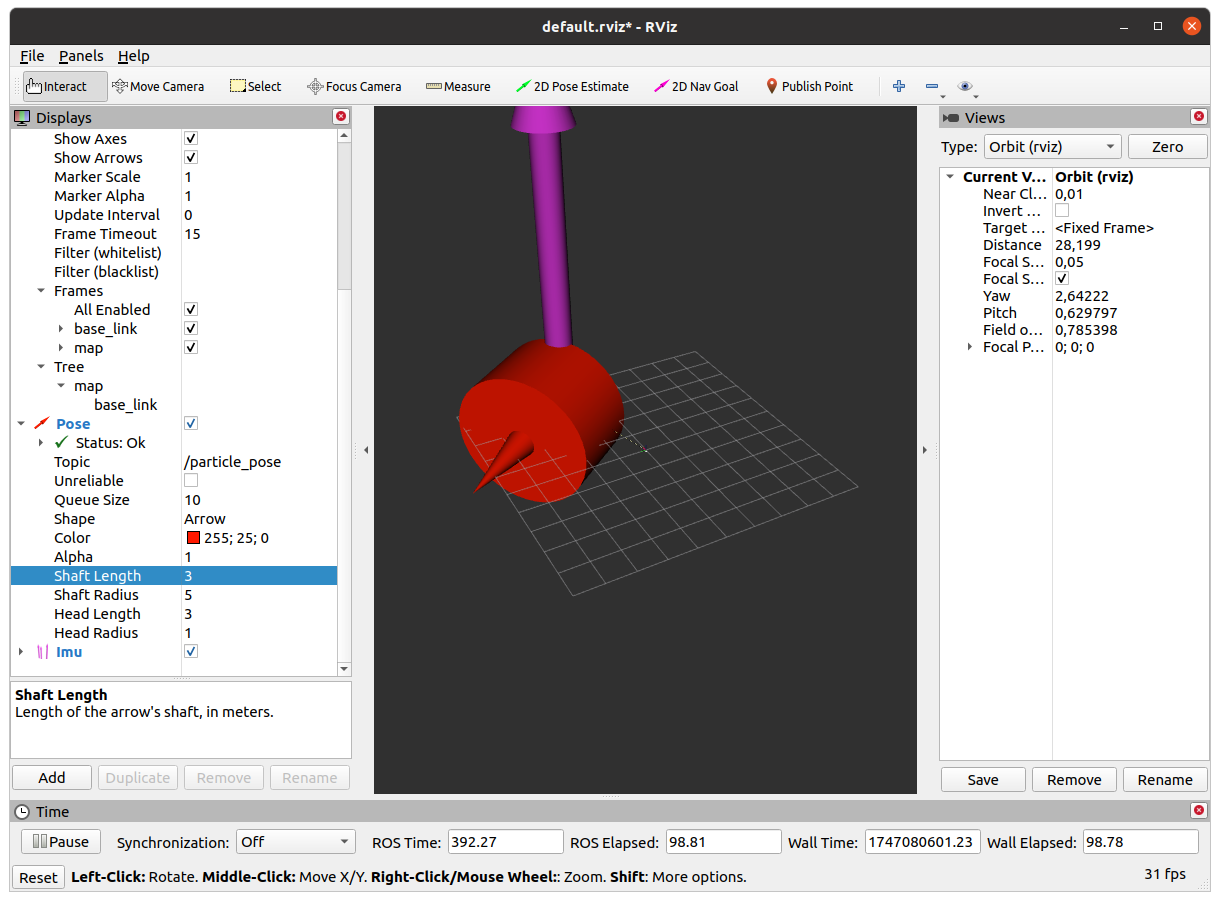 default.rviz* - RViz
File Panels Help
Interact Move Camera Select Focus Camera Measure 2D Pose Estimate 2D Nav Goal Publish Point
Displays
Show Axes
Show Arrows
Marker Scale 1
Marker Alpha 1
Update Interval 0
Frame Timeout 15
Filter (whitelist)
Filter (blacklist)
Frames
All Enabled
base_link
map
Tree
map
base_link
Pose
Status: Ok
Topic /particle_pose
Unreliable
Queue Size 10
Shape Arrow
Color 255; 25; 0
Alpha 1
Shaft Length 3
Shaft Radius 5
Head Length 3
Head Radius 1
Imu
Shaft Length
Length of the arrow's shaft, in meters.
Add Duplicate Remove Rename
Views
Type: Orbit (rviz) Zero
Current V... Orbit (rviz)
Near Cl... 0,01
Invert ...
Target ... <Fixed Frame>
Distance 28,199
Focal S... 0,05
Focal S...
Yaw 2,64222
Pitch 0,629797
Field o... 0,785398
Focal P... 0; 0; 0
Save Remove Rename
Time
Pause Synchronization: Off ROS Time: 392.27 ROS Elapsed: 98.81 Wall Time: 1747080601.23 Wall Elapsed: 98.78
Reset Left-Click: Rotate. Middle-Click: Move X/Y. Right-Click/Mouse Wheel:: Zoom. Shift: More options. 31 fps